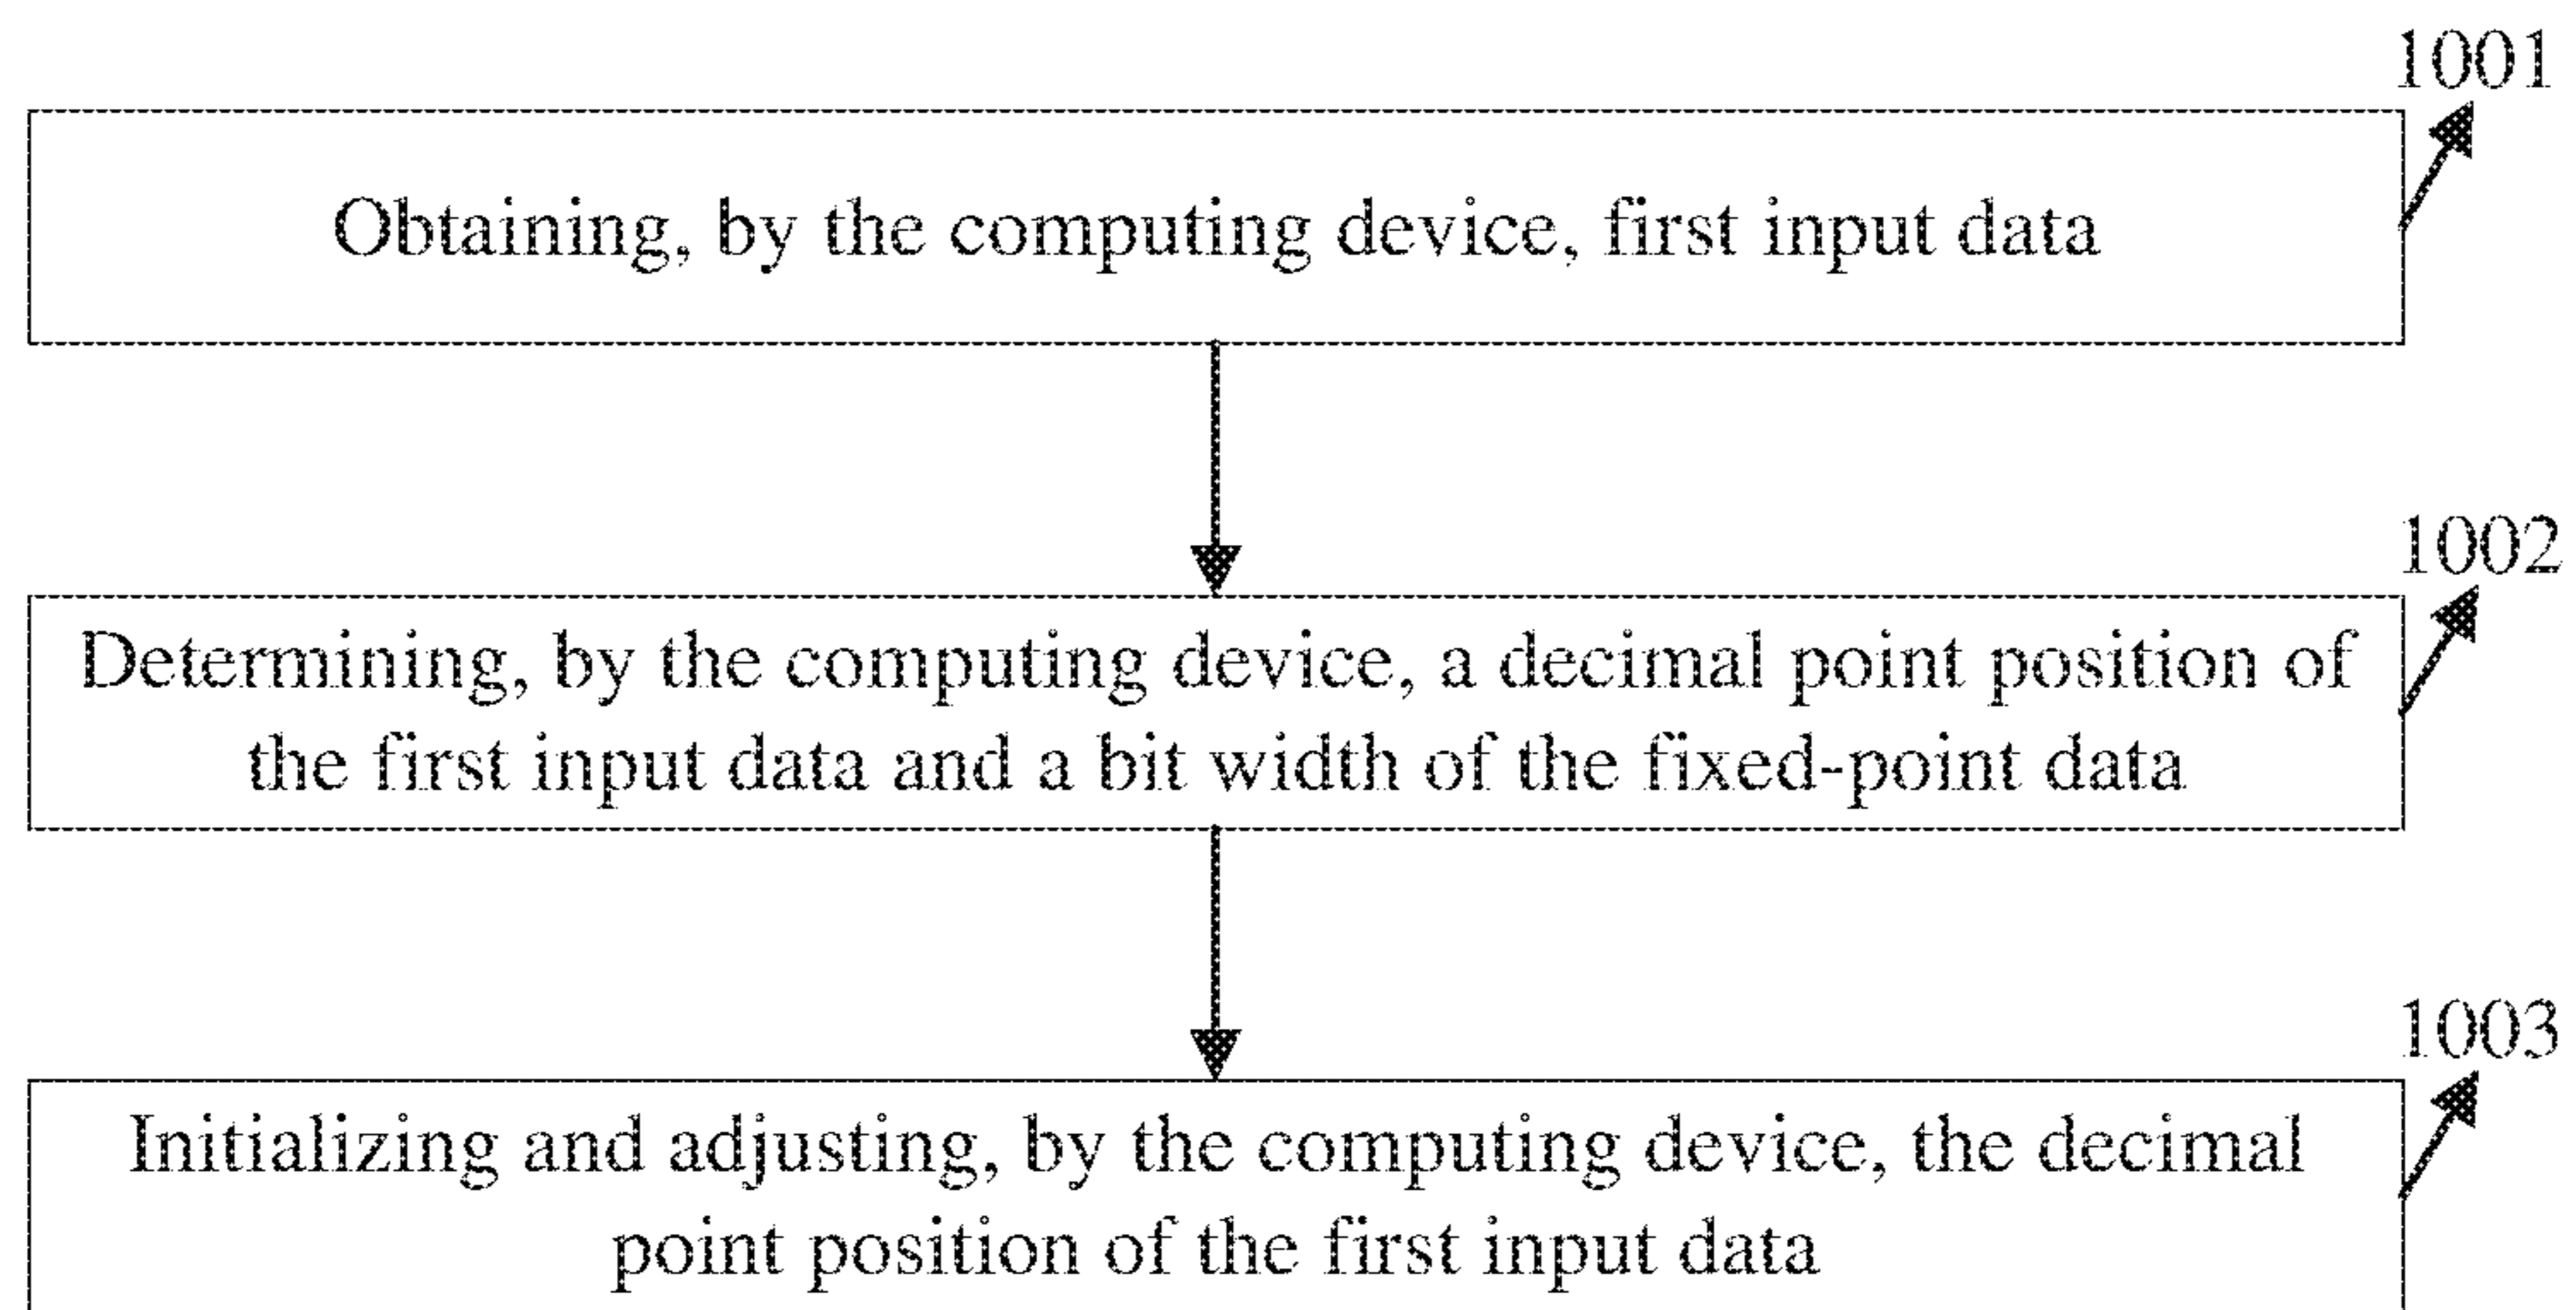 1001
Obtaining, by the computing device, first input data
1002
Determining, by the computing device, a decimal point position of
the first input data and a bit width of the fixed-point data
1003
Initializing and adjusting, by the computing device, the decimal
point position of the first input data